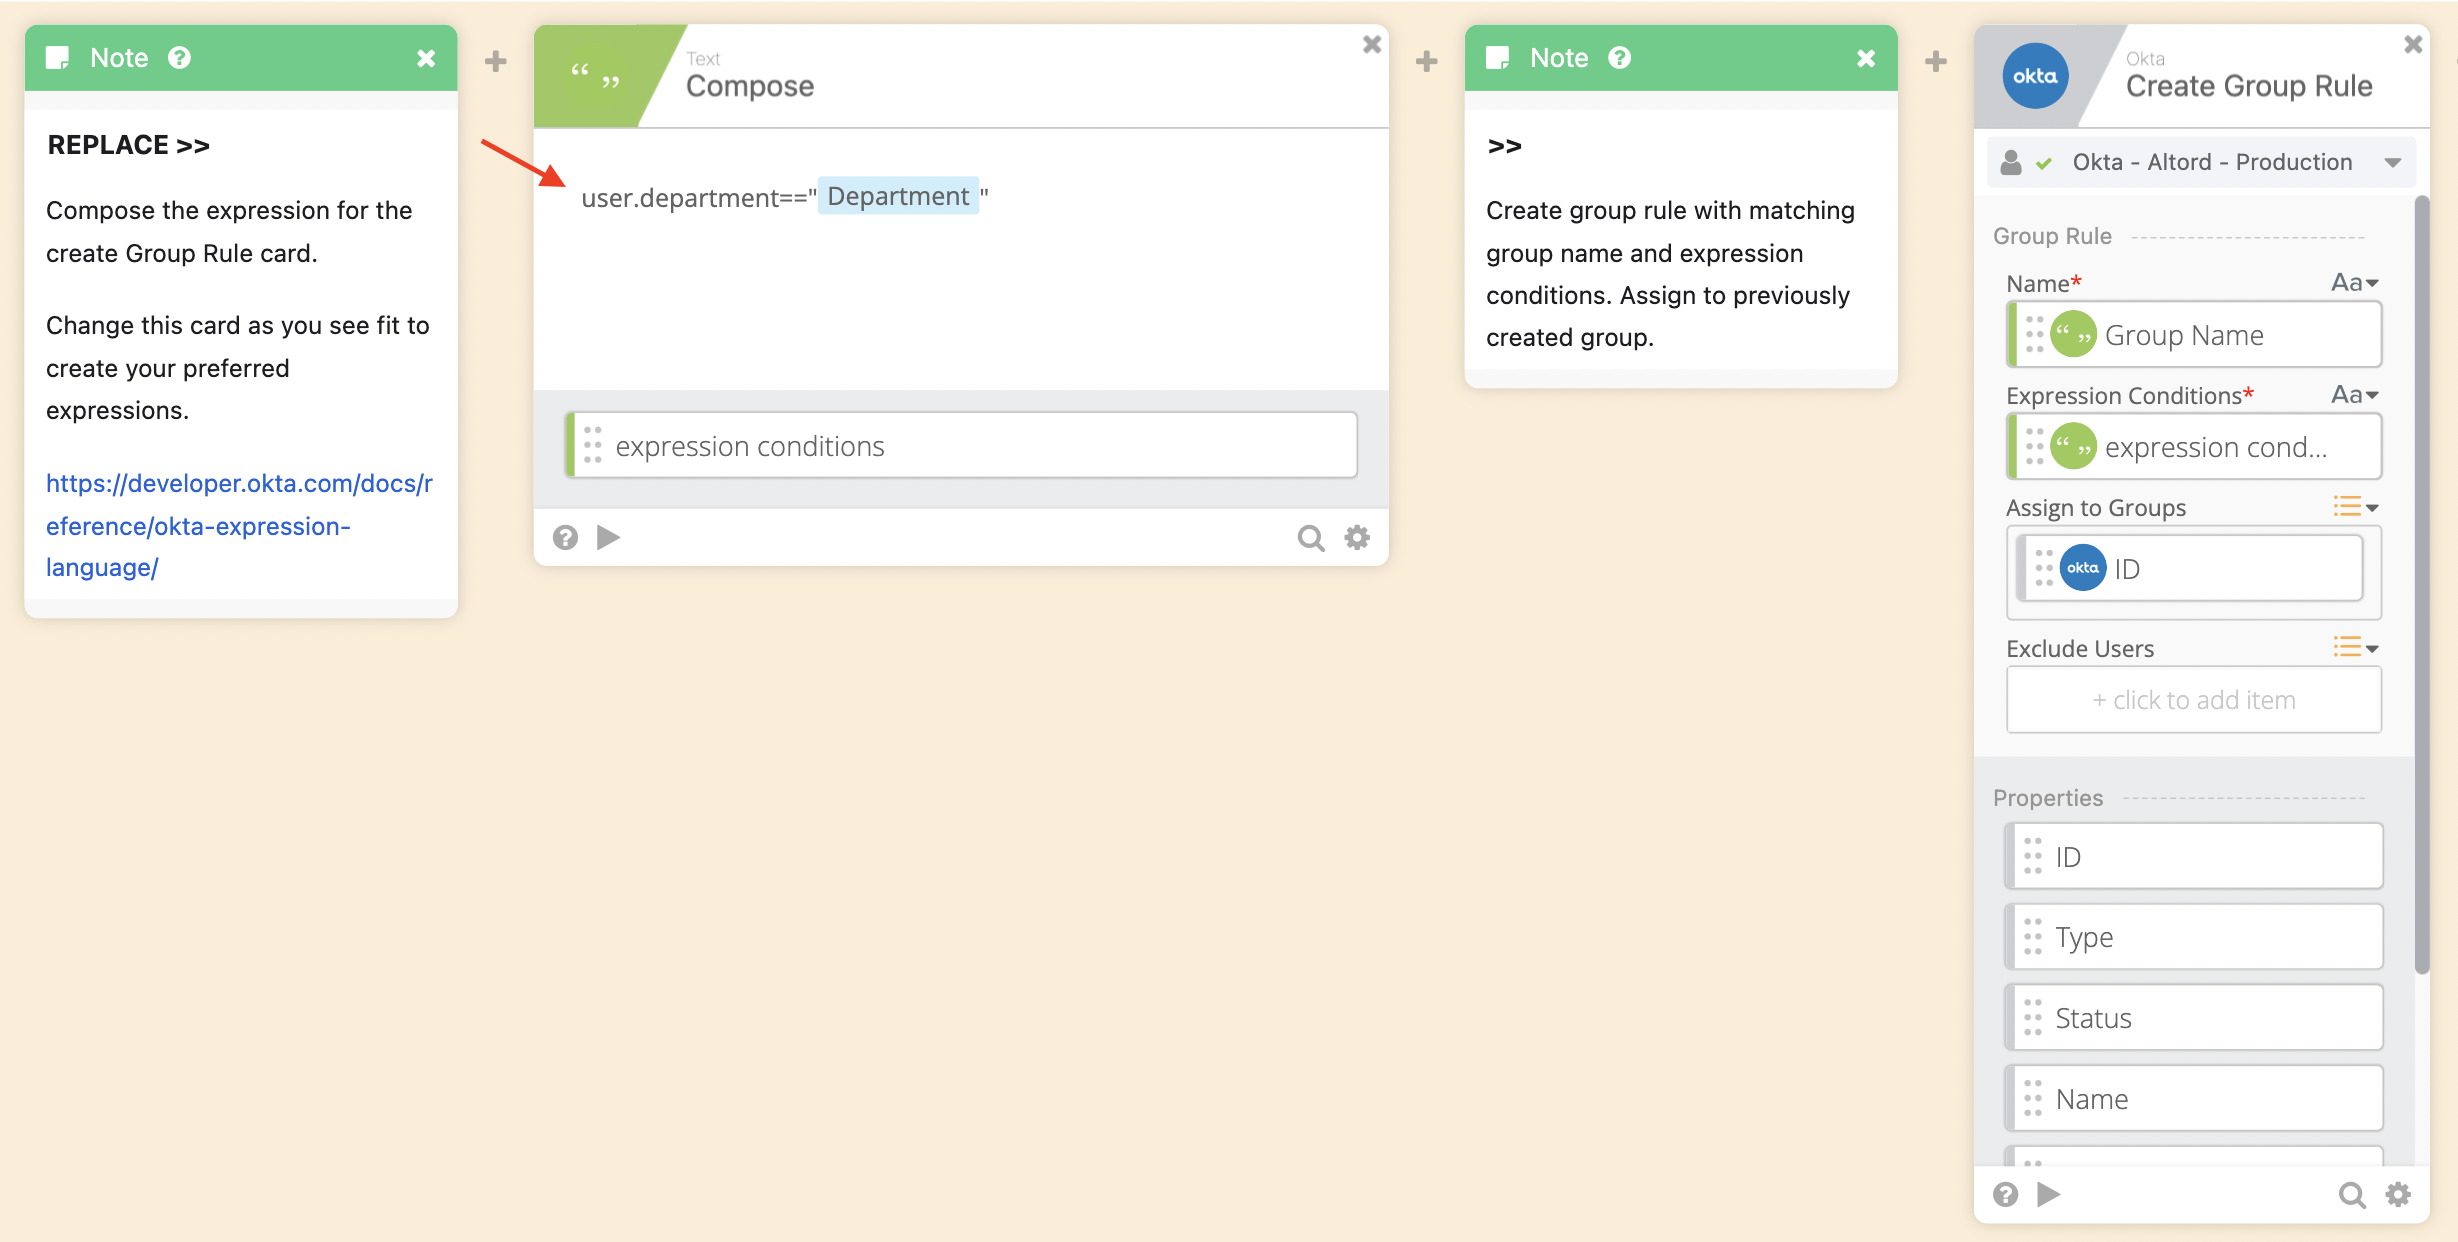 Note
REPLACE >>
Compose the expression for the
create Group Rule card.
Change this card as you see fit to
create your preferred
expressions.
https://developer.okta.com/docs/r
eference/okta-expression-
language/
“ ”
Text
Compose
user.department=="Department"
expression conditions
Note
>>
Create group rule with matching
group name and expression
conditions. Assign to previously
created group.
okta
Okta
Create Group Rule
Okta - Altord - Production
Group Rule
Name*
Aa
“ ” Group Name
Expression Conditions*
Aa
“ ” expression cond...
Assign to Groups
okta ID
Exclude Users
+ click to add item
Properties
ID
Type
Status
Name